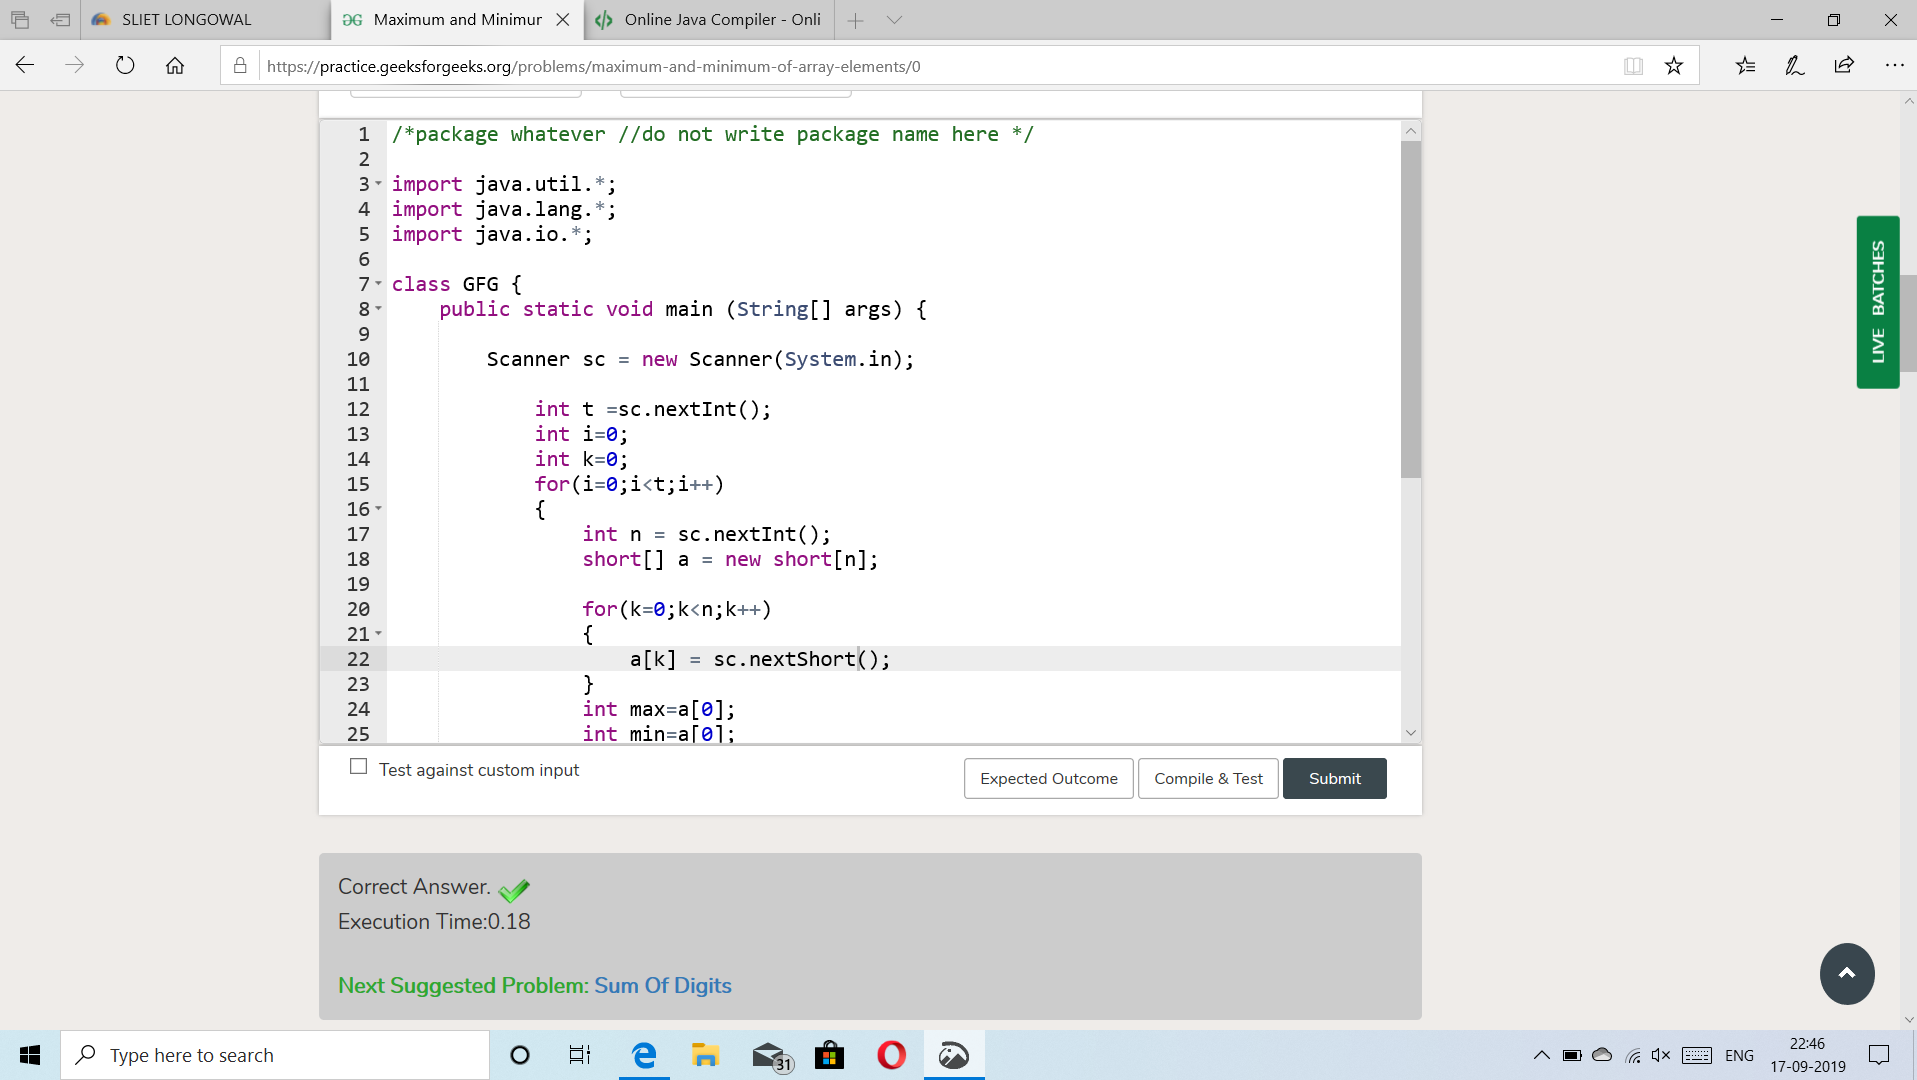 SLIET LONGOWAL
Maximum and Minimur
Online Java Compiler - Onli
https://practice.geeksforgeeks.org/problems/maximum-and-minimum-of-array-elements/0
1 /*package whatever //do not write package name here */
2
3 import java.util.*;
4 import java.lang.*;
5 import java.io.*;
6
7 class GFG {
8 public static void main (String[] args) {
9
10 Scanner sc = new Scanner(System.in);
11
12 int t =sc.nextInt();
13 int i=0;
14 int k=0;
15 for(i=0;i<t;i++)
16 {
17 int n = sc.nextInt();
18 short[] a = new short[n];
19
20 for(k=0;k<n;k++)
21 {
22 a[k] = sc.nextShort();
23 }
24 int max=a[0];
25 int min=a[0];
LIVE BATCHES
Test against custom input
Expected Outcome
Compile & Test
Submit
Correct Answer.
Execution Time:0.18
Next Suggested Problem: Sum Of Digits
Type here to search
31
ENG
22:46
17-09-2019